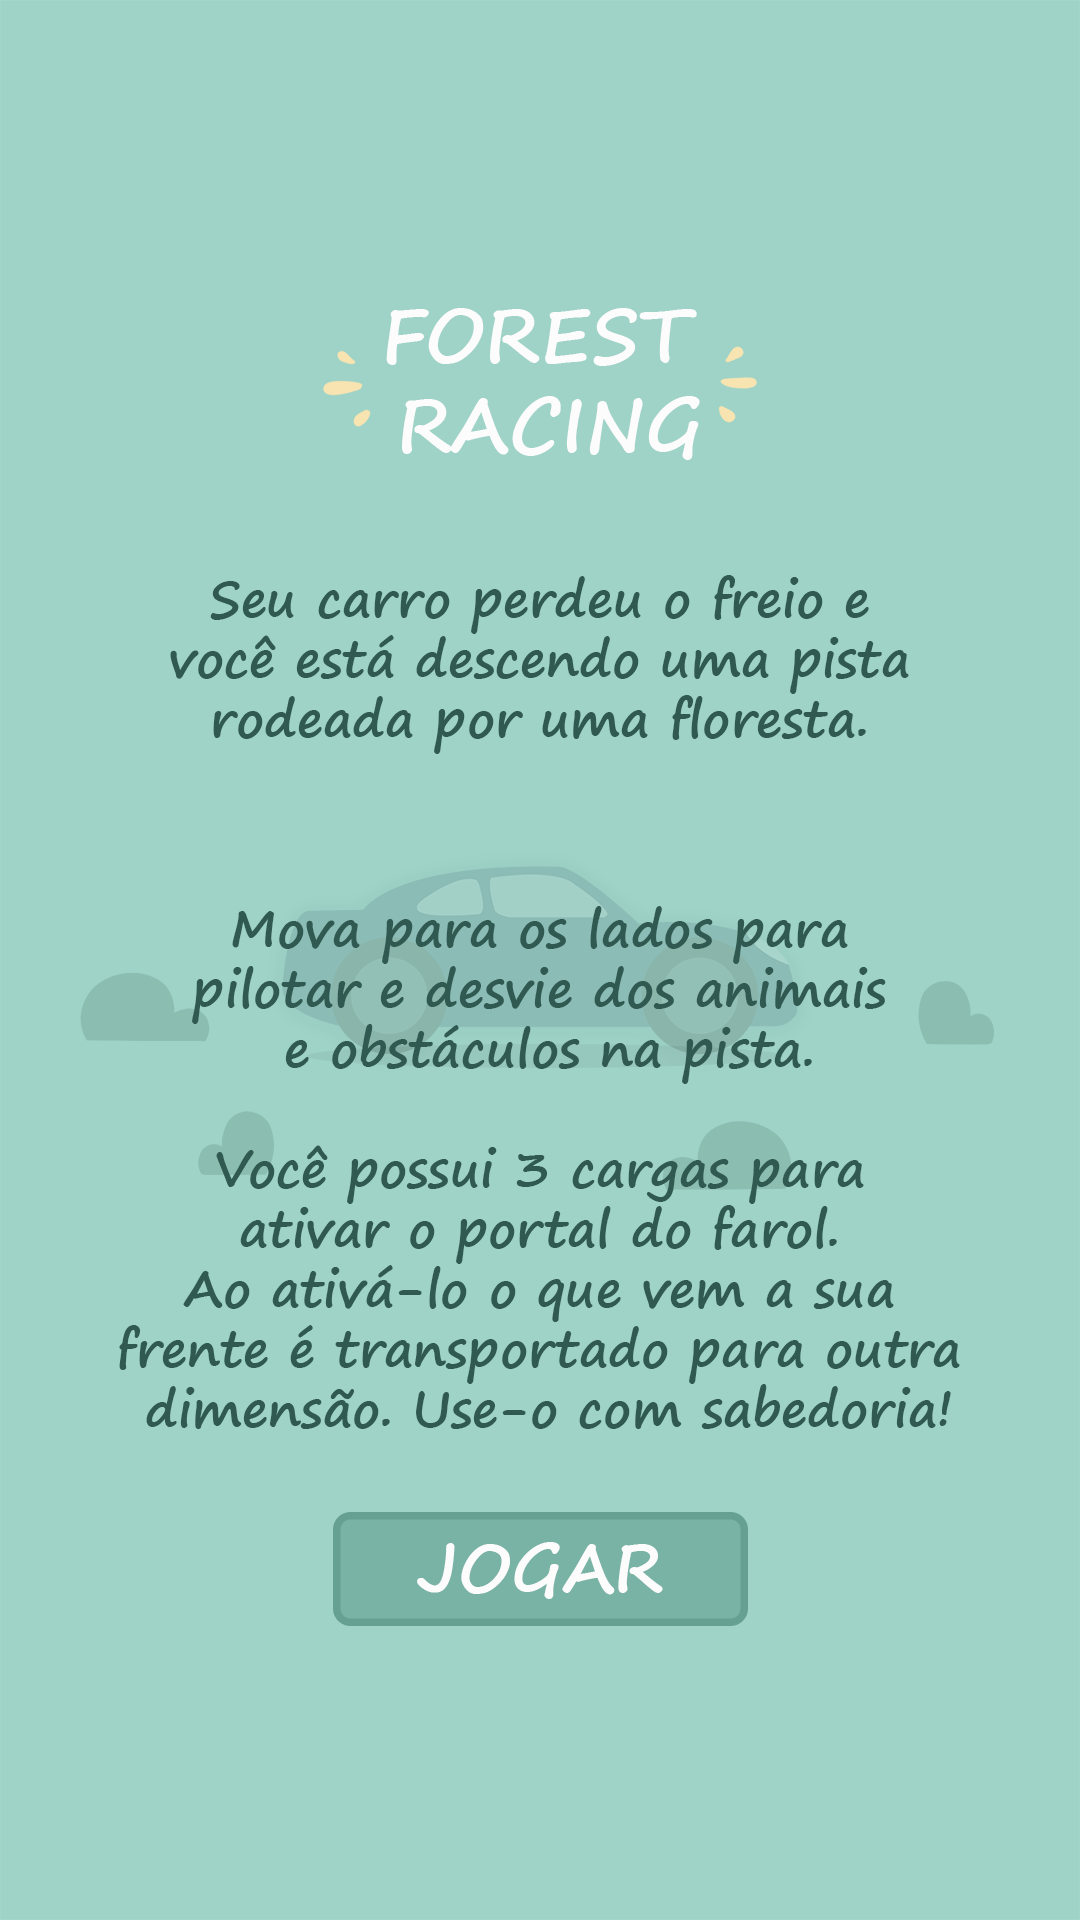 FOREST
RACING
Seu carro perdeu o freio e
você está descendo uma pista
rodeada por uma floresta.
Mova para os lados para
pilotar e desvie dos animais
e obstáculos na pista.
Você possui 3 cargas para
ativar o portal do farol.
Ao ativá-lo o que vem a sua
frente é transportado para outra
dimensão. Use-o com sabedoria!
JOGAR